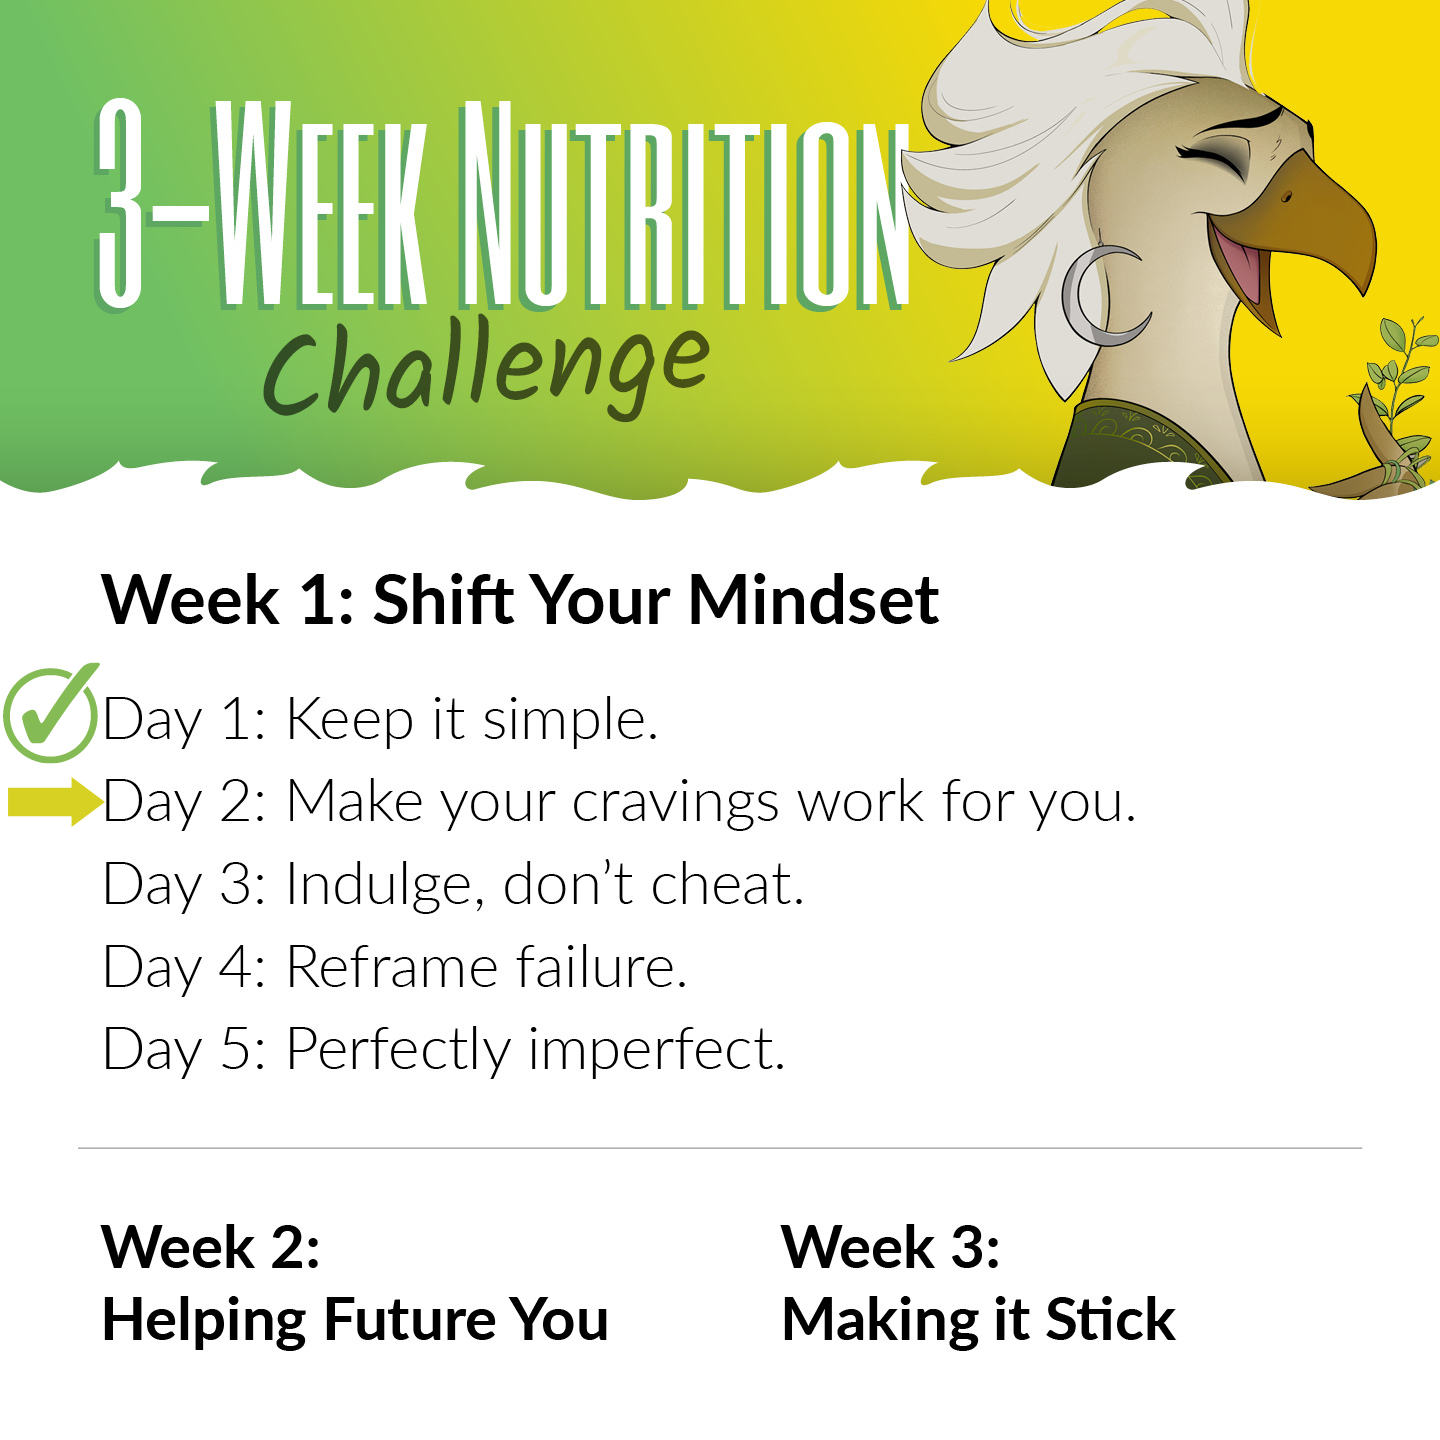 3-Week Nutrition
Challenge
Week 1: Shift Your Mindset
Day 1: Keep it simple.
Day 2: Make your cravings work for you.
Day 3: Indulge, don’t cheat.
Day 4: Reframe failure.
Day 5: Perfectly imperfect.
Week 2:
Helping Future You
Week 3:
Making it Stick